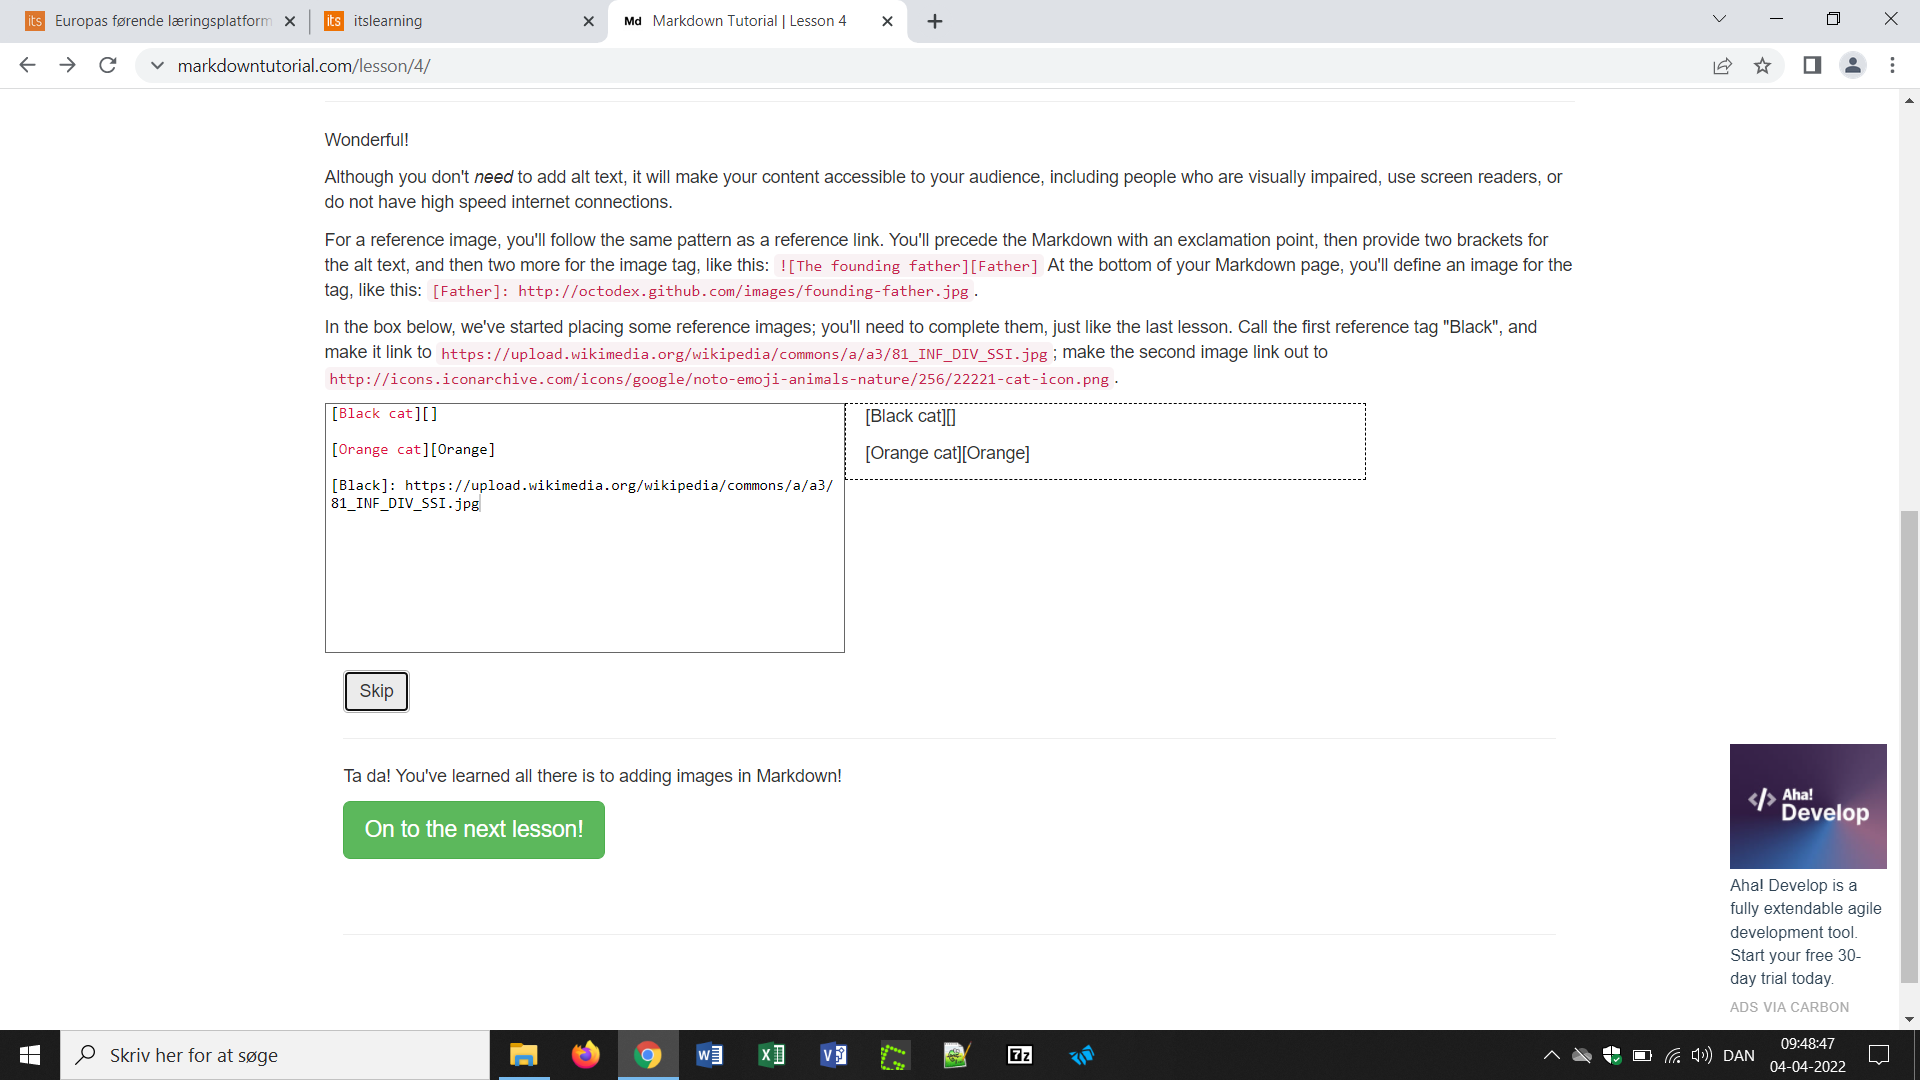 Europas førende læringsplatform
itslearning
Md Markdown Tutorial | Lesson 4
markdowntutorial.com/lesson/4/
Wonderful!
Although you don't need to add alt text, it will make your content accessible to your audience, including people who are visually impaired, use screen readers, or
do not have high speed internet connections.
For a reference image, you'll follow the same pattern as a reference link. You'll precede the Markdown with an exclamation point, then provide two brackets for
the alt text, and then two more for the image tag, like this: ![The founding father][Father] At the bottom of your Markdown page, you'll define an image for the
tag, like this: [Father]: http://octodex.github.com/images/founding-father.jpg .
In the box below, we've started placing some reference images; you'll need to complete them, just like the last lesson. Call the first reference tag "Black", and
make it link to https://upload.wikimedia.org/wikipedia/commons/a/a3/81_INF_DIV_SSI.jpg ; make the second image link out to
http://icons.iconarchive.com/icons/google/noto-emoji-animals-nature/256/22221-cat-icon.png .
[Black cat][]
[Orange cat][Orange]
[Black]: https://upload.wikimedia.org/wikipedia/commons/a/a3/
81_INF_DIV_SSI.jpg
[Black cat][]
[Orange cat][Orange]
Skip
Ta da! You've learned all there is to adding images in Markdown!
On to the next lesson!
</> Aha!
Develop
Aha! Develop is a
fully extendable agile
development tool.
Start your free 30-
day trial today.
ADS VIA CARBON
Skriv her for at søge
7z
DAN
09:48:47
04-04-2022